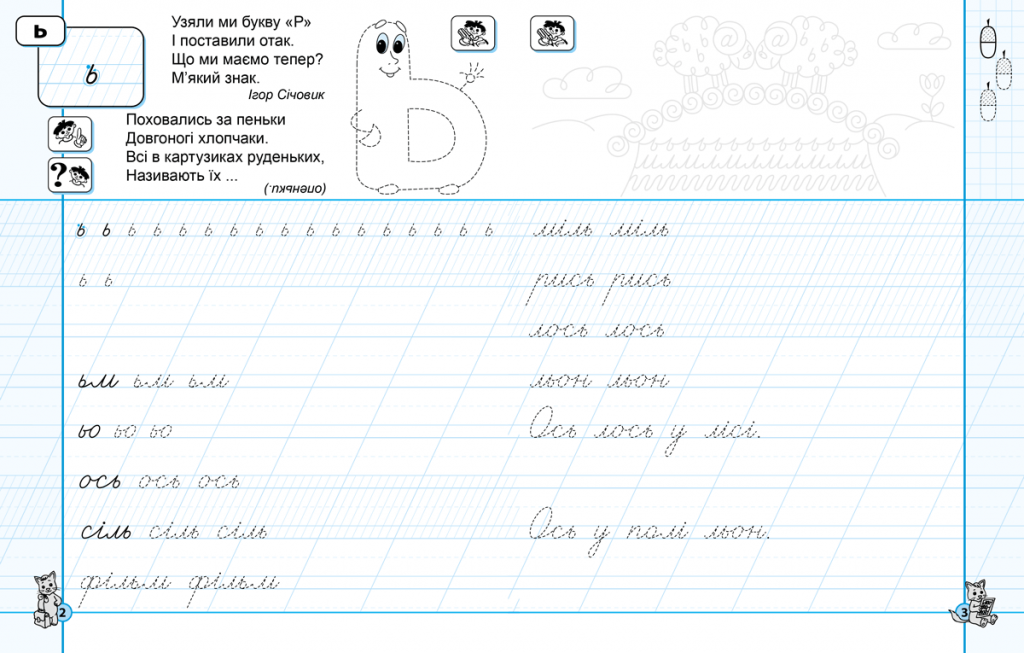 ь
ь
Узяли ми букву «Р»
І поставили отак.
Що ми маємо тепер?
М’який знак.
Ігор Січовик
Поховались за пеньки
Довгоногі хлопчаки.
Всі в картузиках руденьких,
Називають їх ...
(опеньки.)
?
ь ь ь ь ь ь ь ь ь ь ь ь ь ь ь ь ь
ь ь
ьм ьм ьм
ьо ьо ьо
ось ось ось
сіль сіль сіль
фільм фільм
2
міль міль
рись рись
лось лось
льон льон
Ось лось у лісі.
Ось у полі льон.
3